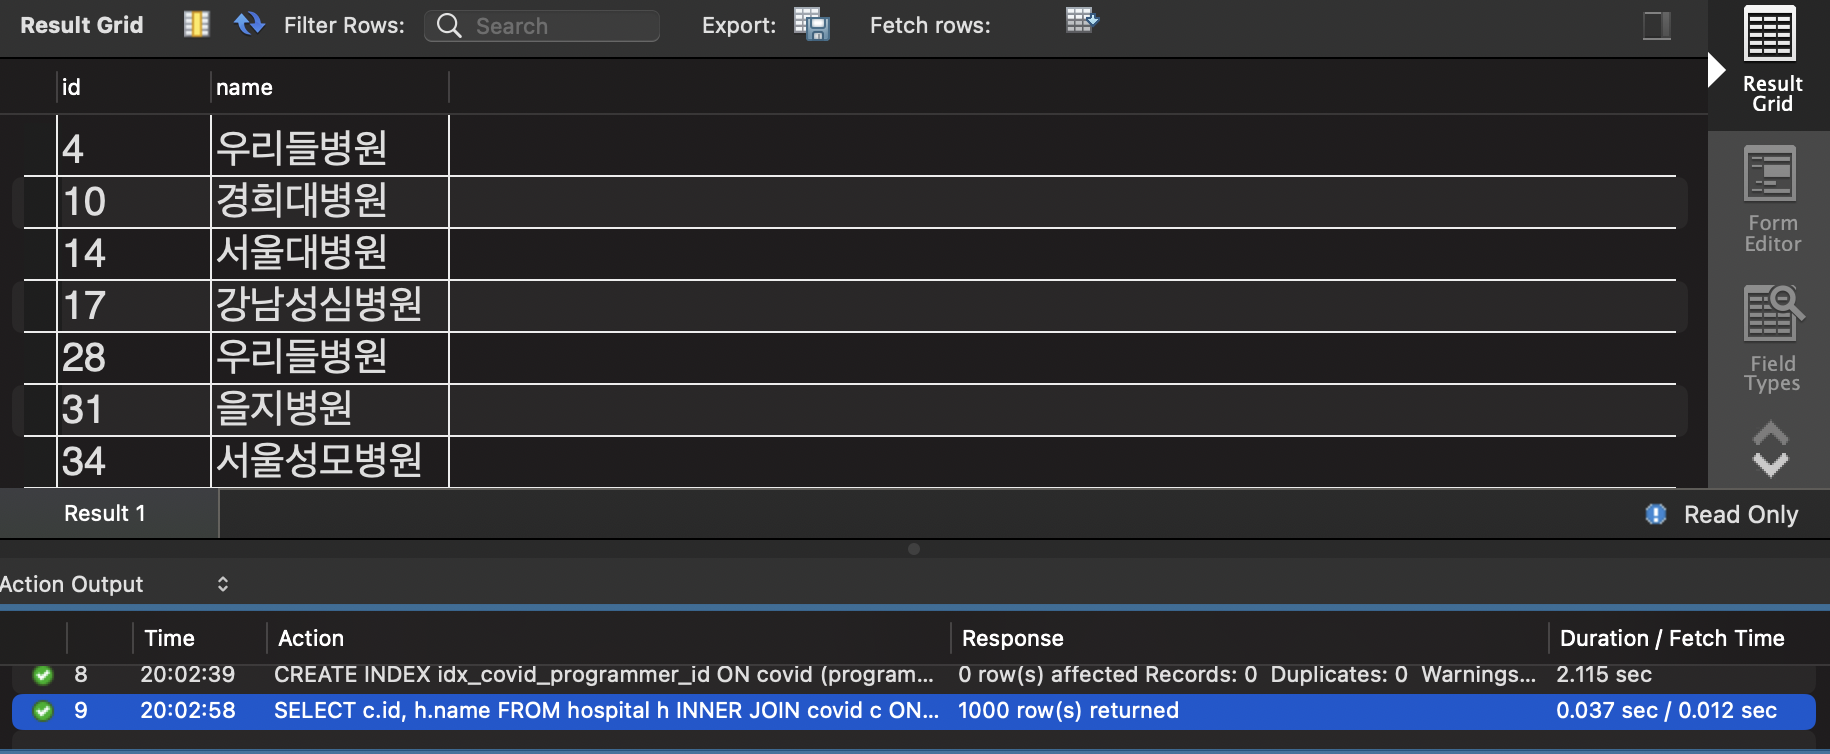 Result Grid Filter Rows: Search Export: Fetch rows:
id name
4 우리들병원
10 경희대병원
14 서울대병원
17 강남성심병원
28 우리들병원
31 을지병원
34 서울성모병원
Result
Grid
Form
Editor
Field
Types
Result 1 Read Only
Action Output
Time Action Response Duration / Fetch Time
8 20:02:39 CREATE INDEX idx_covid_programmer_id ON covid (program... 0 row(s) affected Records: 0 Duplicates: 0 Warnings... 2.115 sec
9 20:02:58 SELECT c.id, h.name FROM hospital h INNER JOIN covid c ON... 1000 row(s) returned 0.037 sec / 0.012 sec